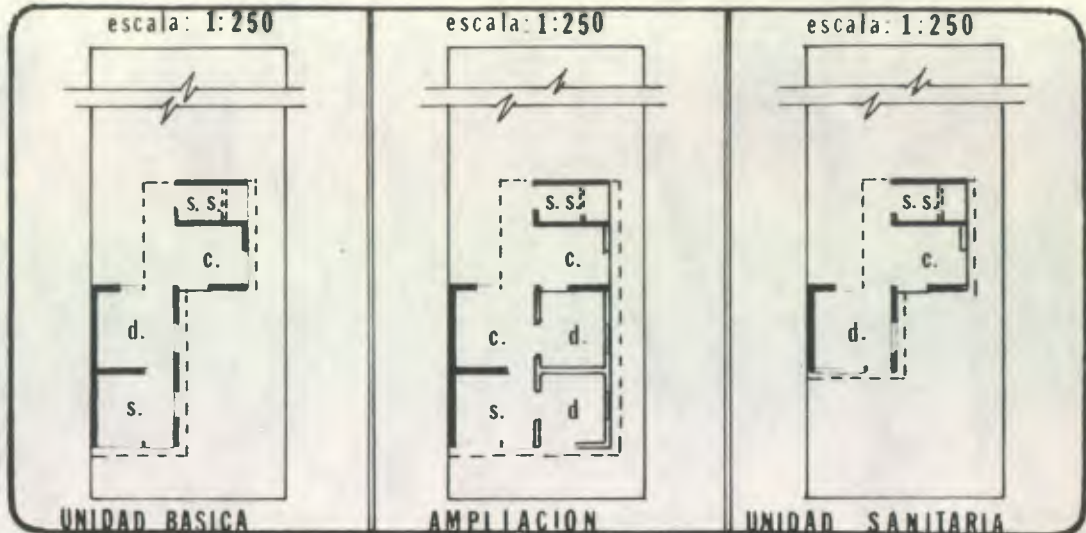 escala: 1:250
s. s.
c.
d.
s.
UNIDAD BASICA
escala: 1:250
s. s.
c.
c.
d.
s.
d
AMPLIACION
escala: 1:250
s. s.
c.
d.
UNIDAD SANITARIA